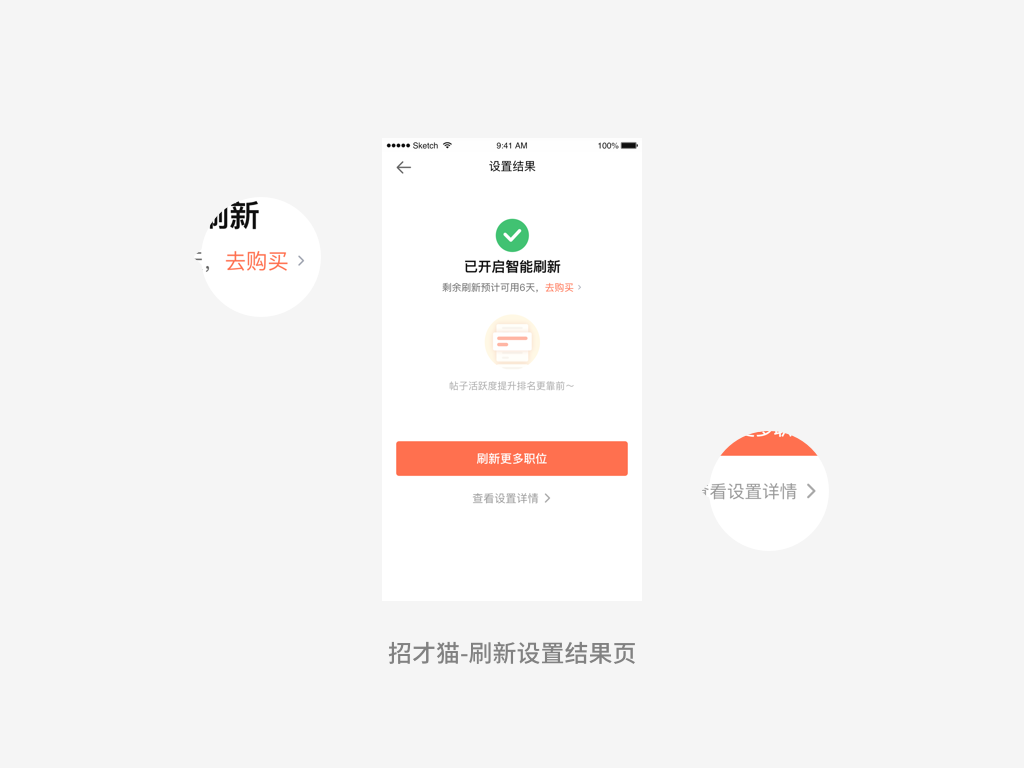 Sketch 9:41 AM 100%
设置结果
已开启智能刷新
剩余刷新预计可用6天，去购买 >
帖子活跃度提升排名更靠前～
刷新更多职位
查看设置详情 >
刷新
，去购买 >
更多职
看设置详情 >
招才猫-刷新设置结果页